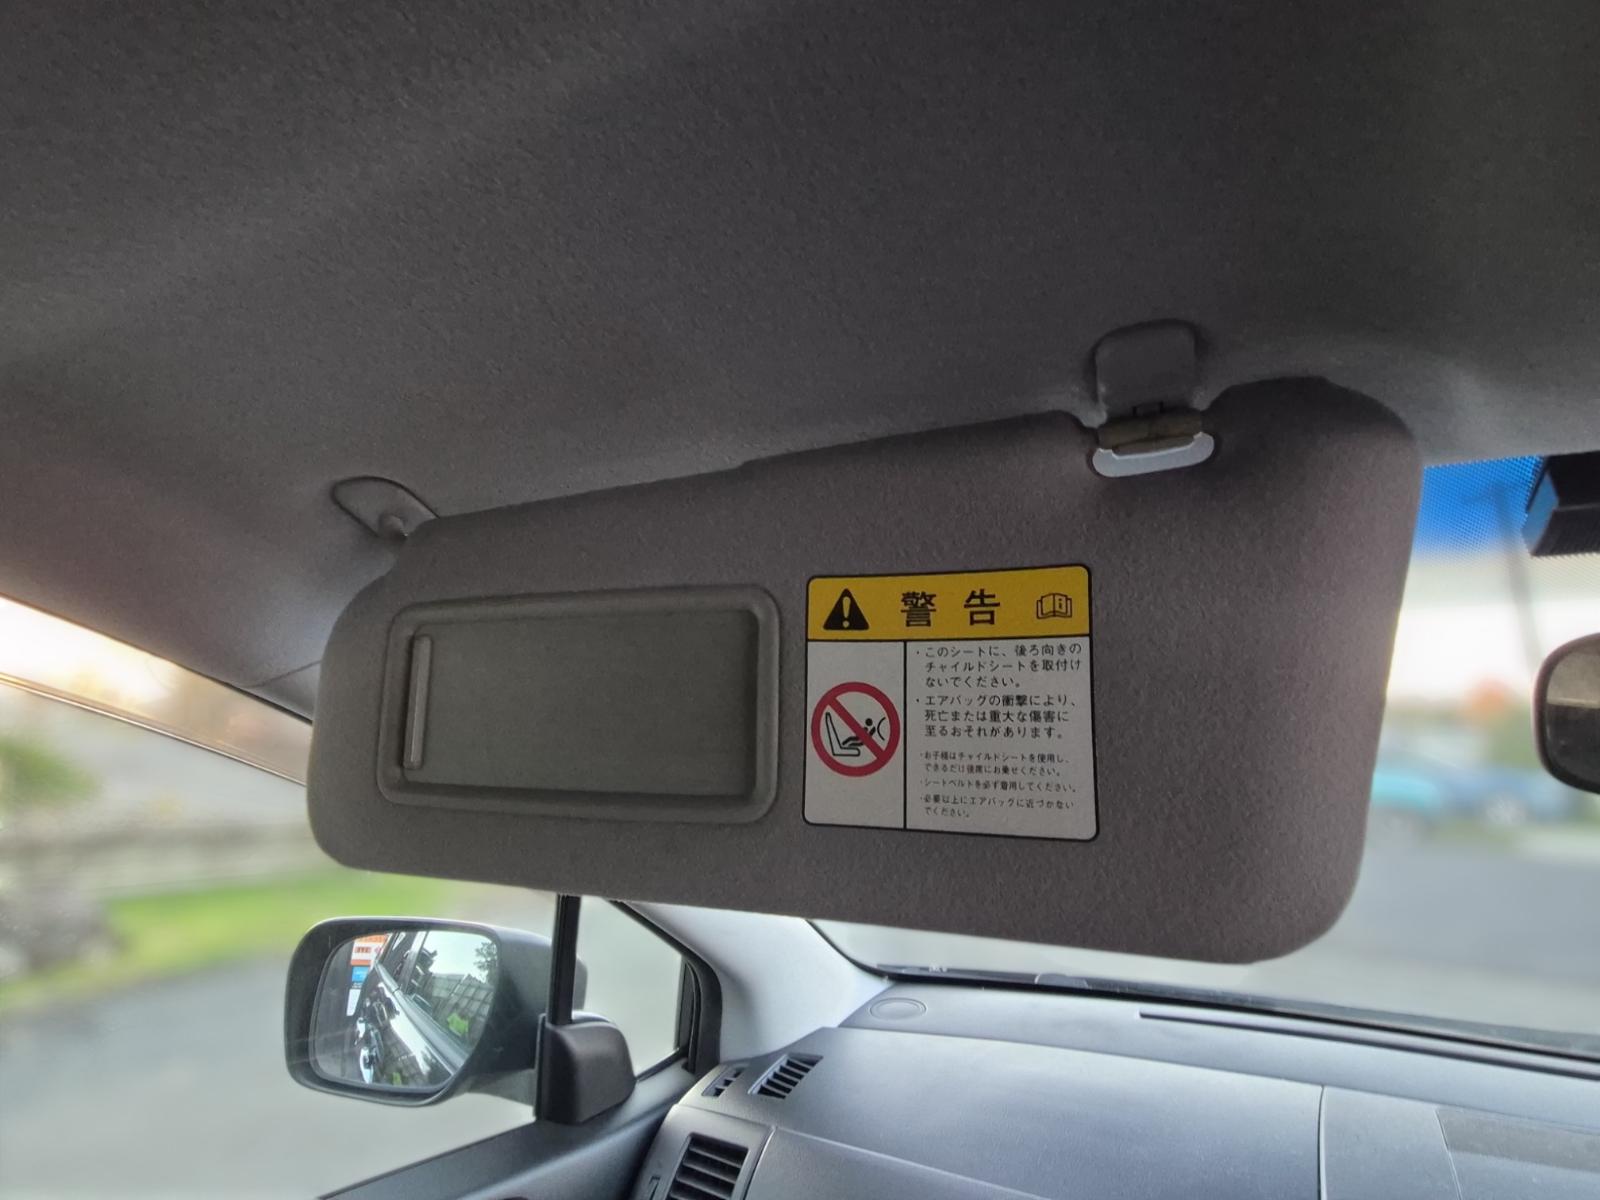 警告
・このシートに、後ろ向きの
チャイルドシートを取付け
ないでください。
・エアバッグの衝撃により、
死亡または重大な傷害に
至るおそれがあります。
・お子様はチャイルドシートを使用し、
できるだけ後席にお乗せください。
・シートベルトを必ず着用してください。
・必要以上にエアバッグに近づかない
でください。